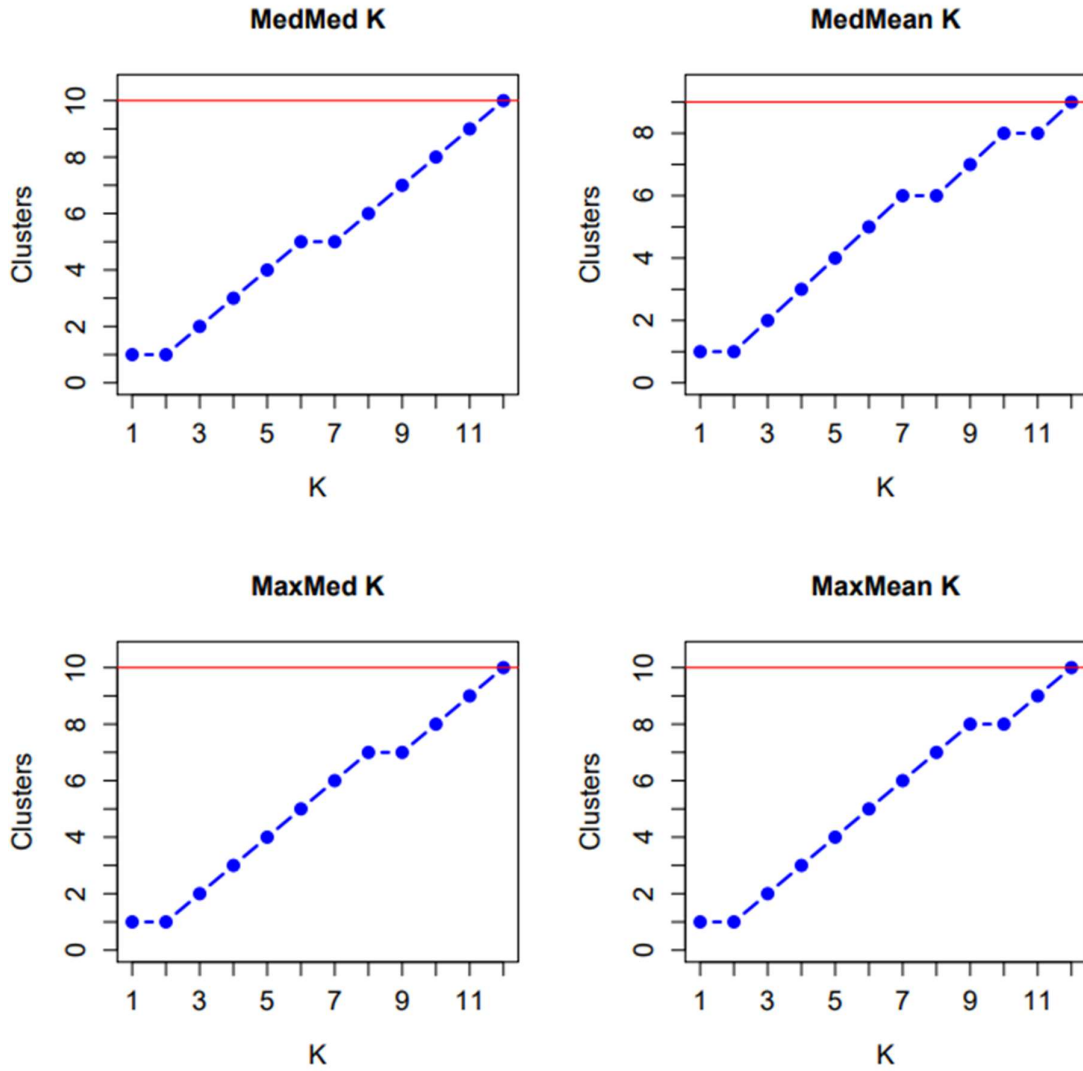 MedMed K
MedMean K
Clusters
0 2 4 6 8 10
1 3 5 7 9 11
K
Clusters
0 2 4 6 8
1 3 5 7 9 11
K
MaxMed K
MaxMean K
Clusters
0 2 4 6 8 10
1 3 5 7 9 11
K
Clusters
0 2 4 6 8 10
1 3 5 7 9 11
K